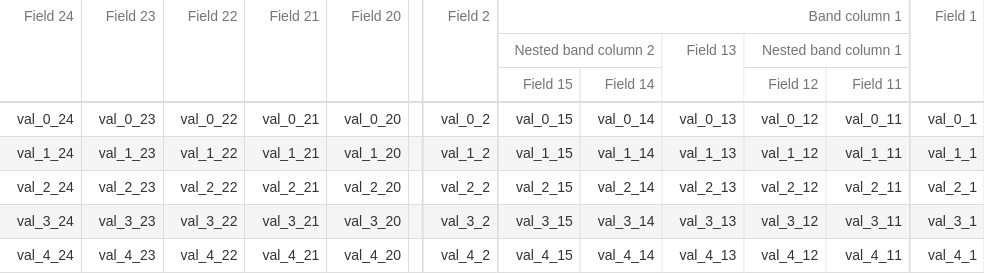 Field 24 Field 23 Field 22 Field 21 Field 20 Field 2 Band column 1 Field 1
Nested band column 2 Field 13 Nested band column 1
Field 15 Field 14 Field 12 Field 11
val_0_24 val_0_23 val_0_22 val_0_21 val_0_20 val_0_2 val_0_15 val_0_14 val_0_13 val_0_12 val_0_11 val_0_1
val_1_24 val_1_23 val_1_22 val_1_21 val_1_20 val_1_2 val_1_15 val_1_14 val_1_13 val_1_12 val_1_11 val_1_1
val_2_24 val_2_23 val_2_22 val_2_21 val_2_20 val_2_2 val_2_15 val_2_14 val_2_13 val_2_12 val_2_11 val_2_1
val_3_24 val_3_23 val_3_22 val_3_21 val_3_20 val_3_2 val_3_15 val_3_14 val_3_13 val_3_12 val_3_11 val_3_1
val_4_24 val_4_23 val_4_22 val_4_21 val_4_20 val_4_2 val_4_15 val_4_14 val_4_13 val_4_12 val_4_11 val_4_1